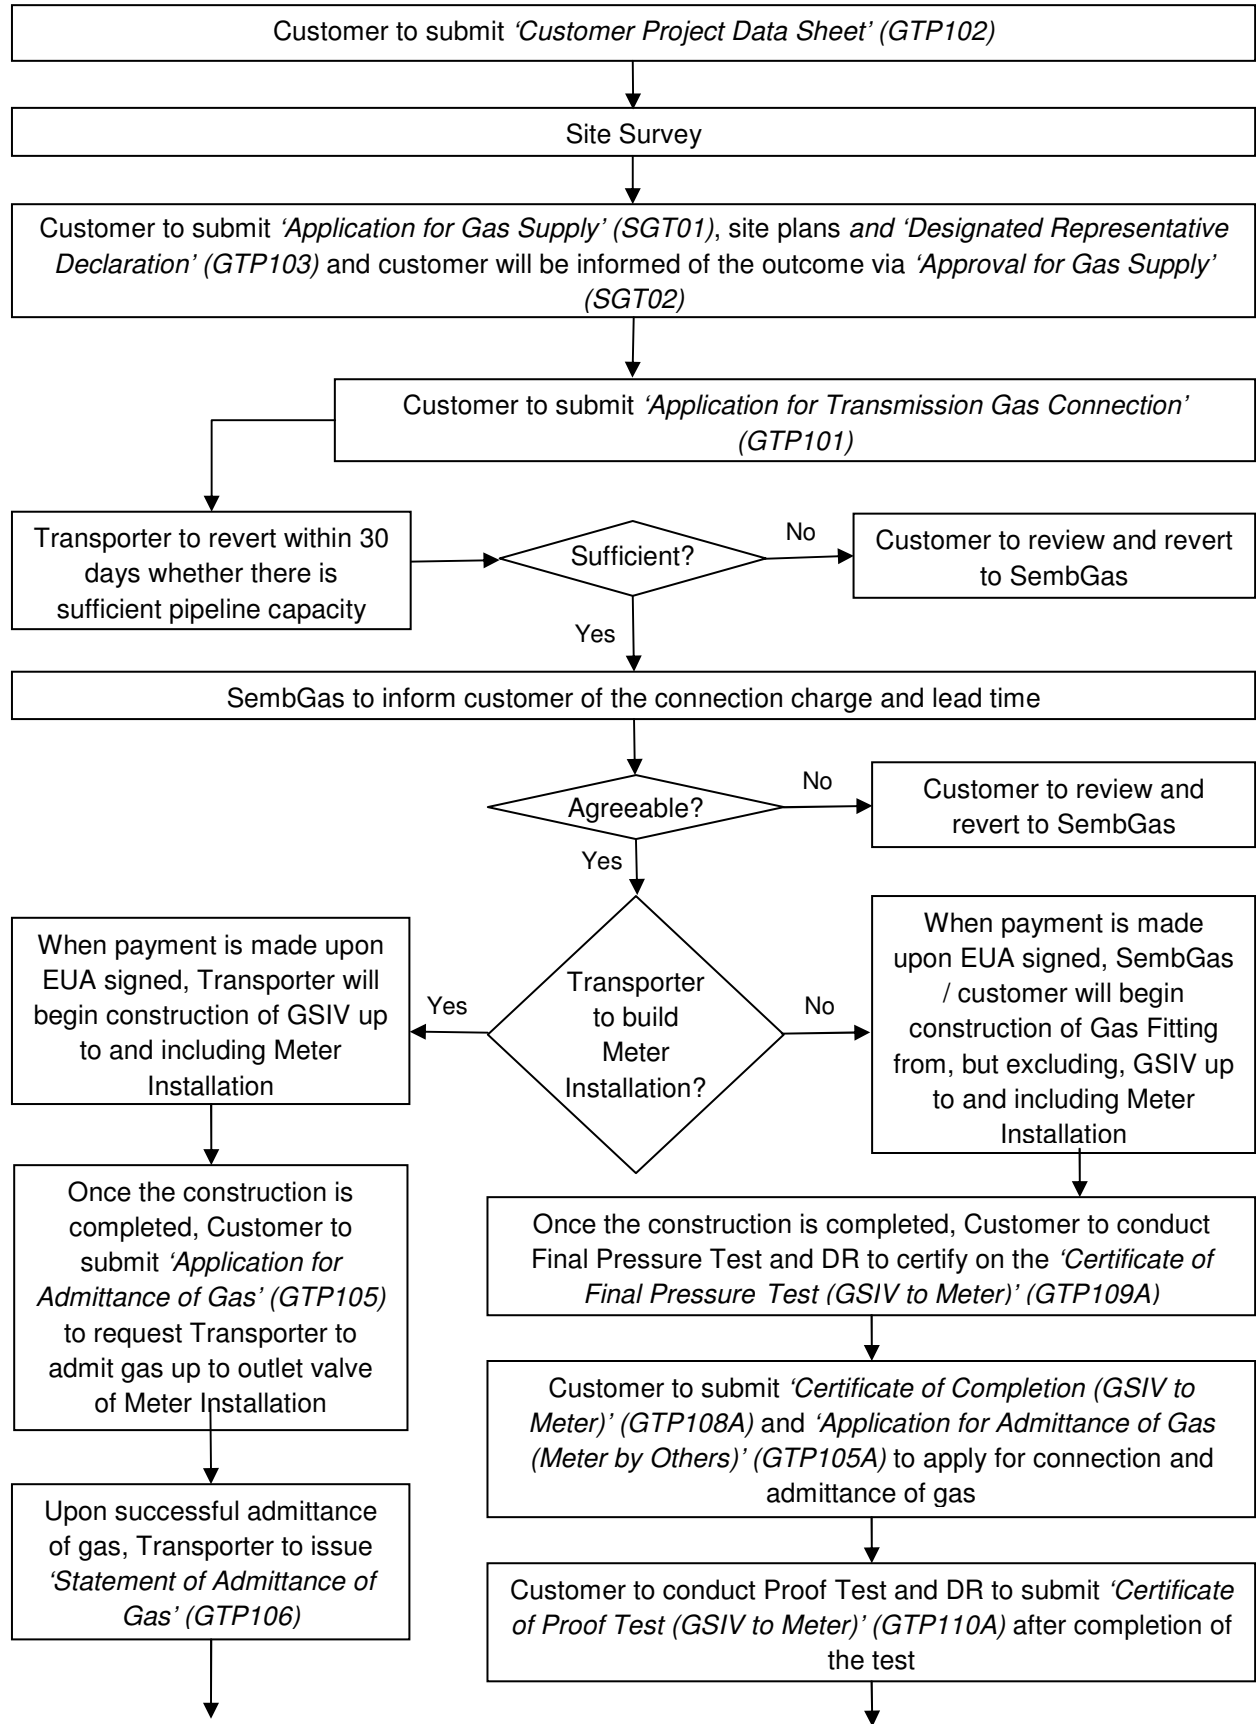 Customer to submit ‘Customer Project Data Sheet’ (GTP102)
Site Survey
Customer to submit ‘Application for Gas Supply’ (SGT01), site plans and ‘Designated Representative
Declaration’ (GTP103) and customer will be informed of the outcome via ‘Approval for Gas Supply’
(SGT02)
Customer to submit ‘Application for Transmission Gas Connection’
(GTP101)
Transporter to revert within 30
days whether there is
sufficient pipeline capacity
Sufficient?
No
Customer to review and revert
to SembGas
Yes
SembGas to inform customer of the connection charge and lead time
Agreeable?
No
Customer to review and
revert to SembGas
Yes
When payment is made upon
EUA signed, Transporter will
begin construction of GSIV up
to and including Meter
Installation
Yes
Transporter
to build
Meter
Installation?
No
When payment is made
upon EUA signed, SembGas
/ customer will begin
construction of Gas Fitting
from, but excluding, GSIV up
to and including Meter
Installation
Once the construction is
completed, Customer to
submit ‘Application for
Admittance of Gas’ (GTP105)
to request Transporter to
admit gas up to outlet valve
of Meter Installation
Once the construction is completed, Customer to conduct
Final Pressure Test and DR to certify on the ‘Certificate of
Final Pressure Test (GSIV to Meter)’ (GTP109A)
Customer to submit ‘Certificate of Completion (GSIV to
Meter)’ (GTP108A) and ‘Application for Admittance of Gas
(Meter by Others)’ (GTP105A) to apply for connection and
admittance of gas
Upon successful admittance
of gas, Transporter to issue
‘Statement of Admittance of
Gas’ (GTP106)
Customer to conduct Proof Test and DR to submit ‘Certificate
of Proof Test (GSIV to Meter)’ (GTP110A) after completion of
the test